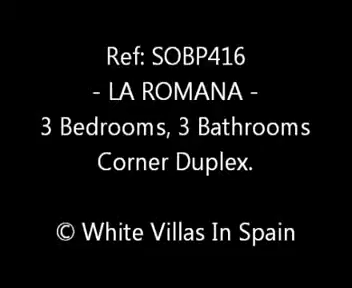 Ref: SOBP416
- LA ROMANA -
3 Bedrooms, 3 Bathrooms
Corner Duplex.
© White Villas In Spain